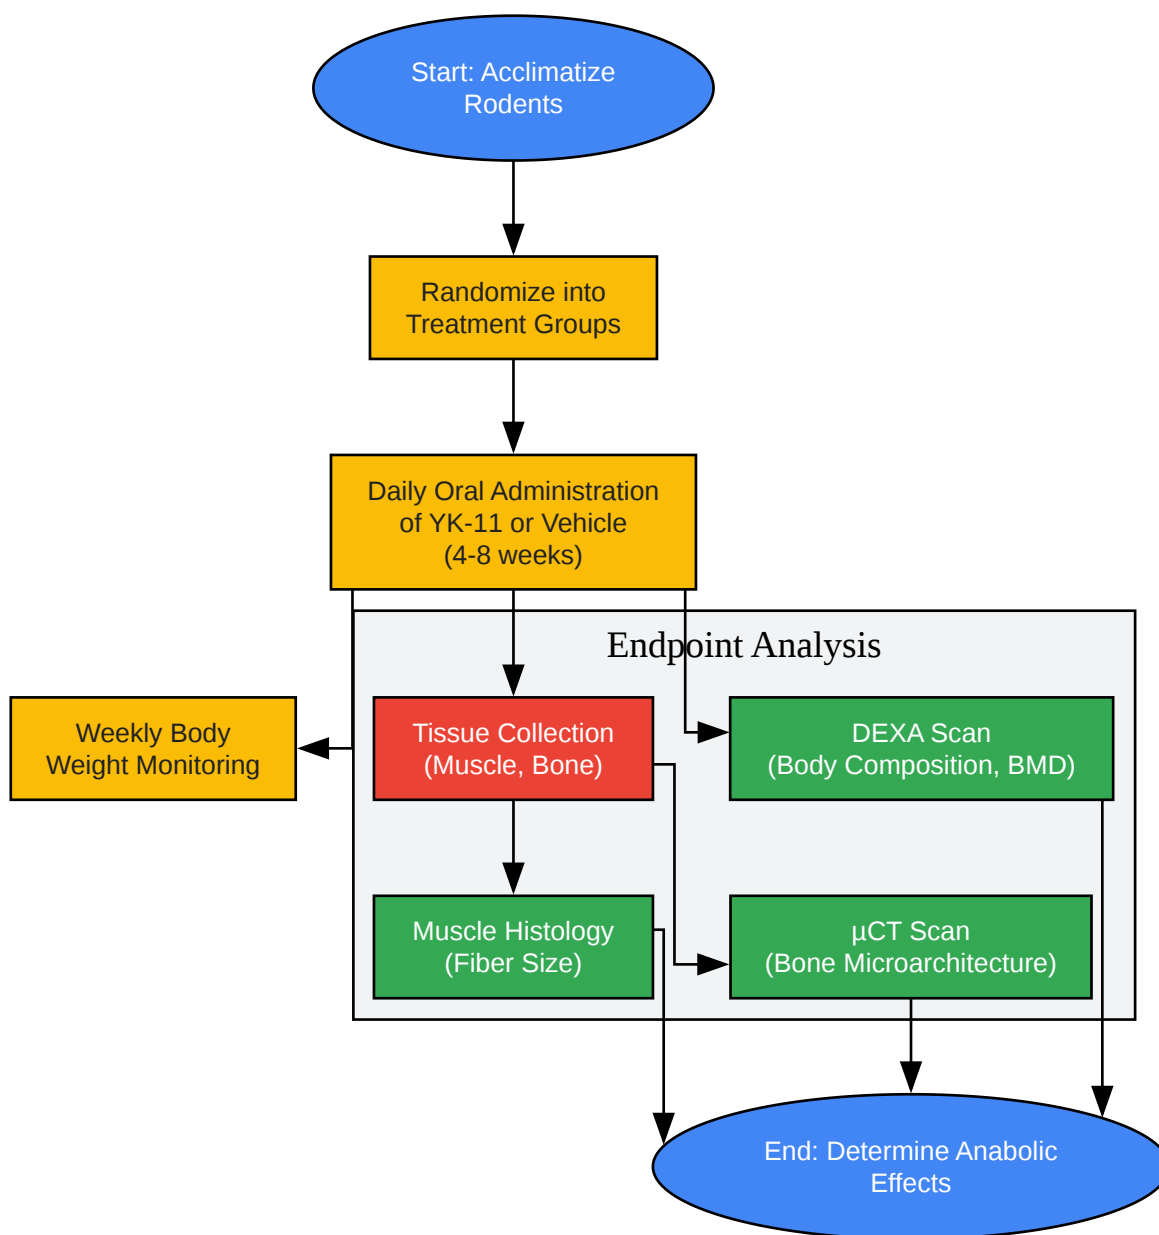 Start: Acclimatize
Rodents
Randomize into
Treatment Groups
Daily Oral Administration
of YK-11 or Vehicle
(4-8 weeks)
Endpoint Analysis
Weekly Body
Weight Monitoring
Tissue Collection
(Muscle, Bone)
DEXA Scan
(Body Composition, BMD)
Muscle Histology
(Fiber Size)
µCT Scan
(Bone Microarchitecture)
End: Determine Anabolic
Effects